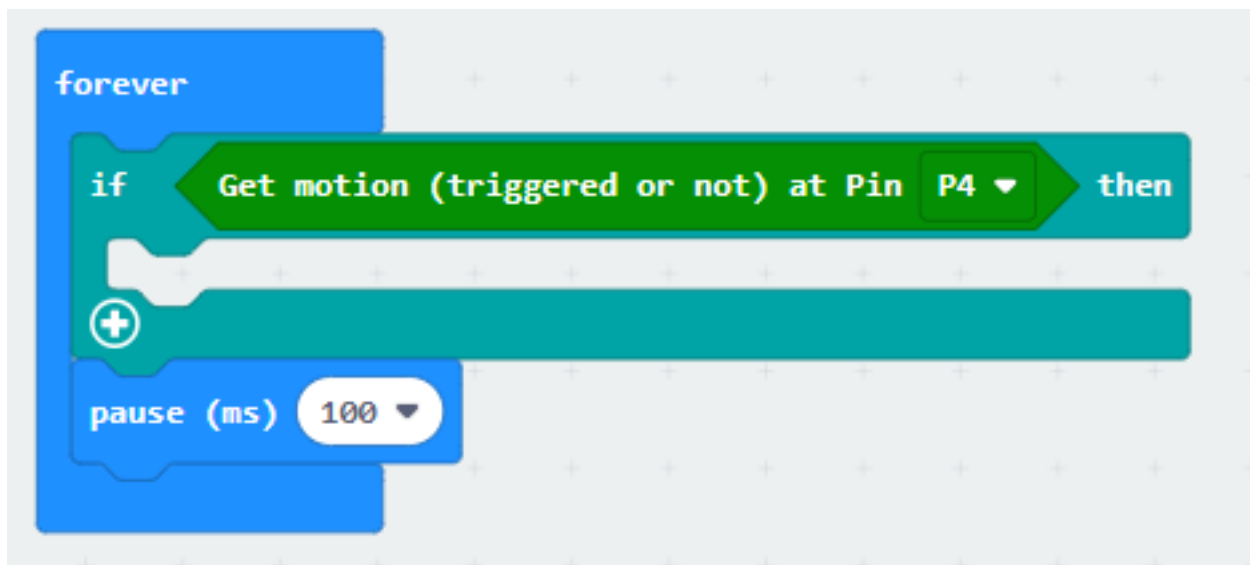 forever
if Get motion (triggered or not) at Pin P4 then
pause (ms) 100